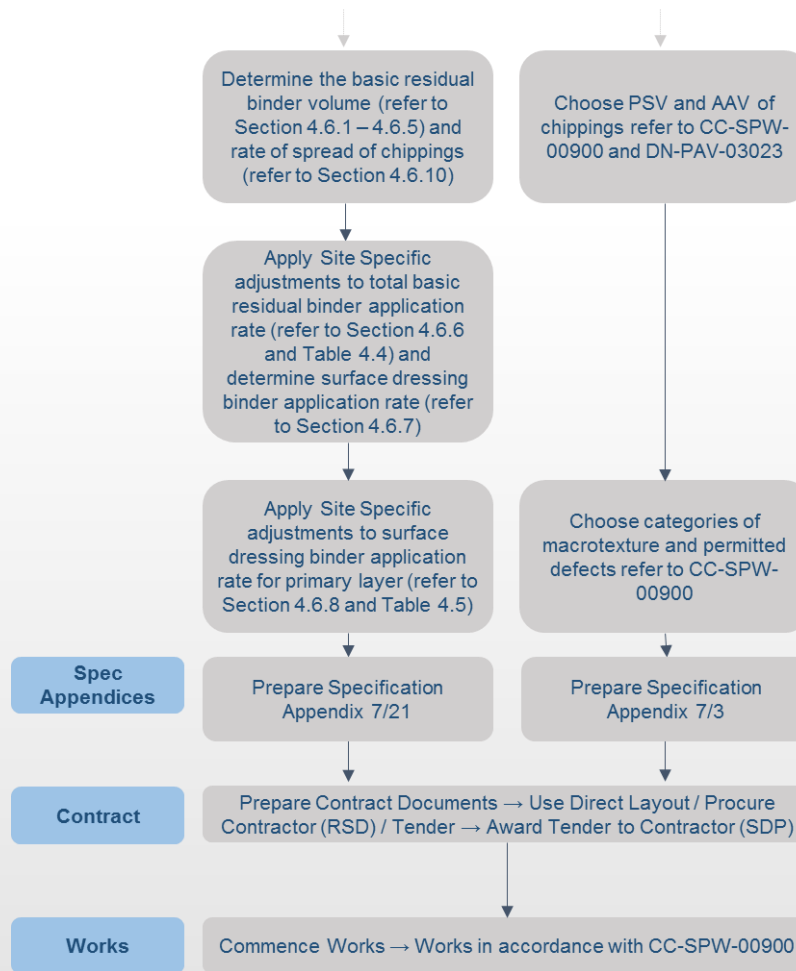 Determine the basic residual
binder volume (refer to
Section 4.6.1 – 4.6.5) and
rate of spread of chippings
(refer to Section 4.6.10)
Choose PSV and AAV of
chippings refer to CC-SPW-
00900 and DN-PAV-03023
Apply Site Specific
adjustments to total basic
residual binder application
rate (refer to Section 4.6.6
and Table 4.4) and
determine surface dressing
binder application rate (refer
to Section 4.6.7)
Apply Site Specific
adjustments to surface
dressing binder application
rate for primary layer (refer to
Section 4.6.8 and Table 4.5)
Choose categories of
macrotexture and permitted
defects refer to CC-SPW-
00900
Spec
Appendices
Prepare Specification
Appendix 7/21
Prepare Specification
Appendix 7/3
Contract
Prepare Contract Documents → Use Direct Layout / Procure
Contractor (RSD) / Tender → Award Tender to Contractor (SDP)
Works
Commence Works → Works in accordance with CC-SPW-00900